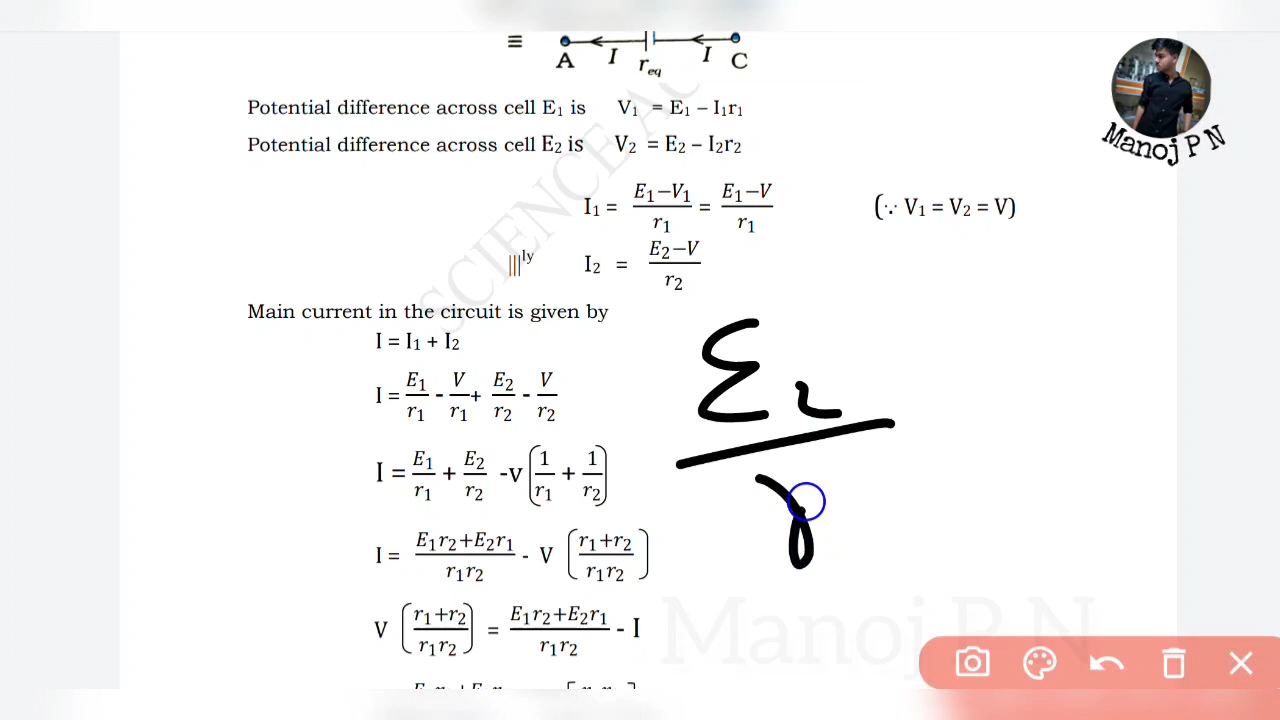 ≡ A I r_eq I C
Manoj P N
Potential difference across cell E₁ is V₁ = E₁ – I₁r₁
Potential difference across cell E₂ is V₂ = E₂ – I₂r₂
I₁ = (E₁–V₁)/r₁ = (E₁–V)/r₁ (∵ V₁ = V₂ = V)
|||ly I₂ = (E₂–V)/r₂
Main current in the circuit is given by
I = I₁ + I₂
I = E₁/r₁ - V/r₁ + E₂/r₂ - V/r₂
I = E₁/r₁ + E₂/r₂ -v (1/r₁ + 1/r₂)
I = (E₁r₂+E₂r₁)/(r₁r₂) - V ((r₁+r₂)/(r₁r₂))
V ((r₁+r₂)/(r₁r₂)) = (E₁r₂+E₂r₁)/(r₁r₂) - I
Ɛ₂/r
SCIENCE
Manoj P N